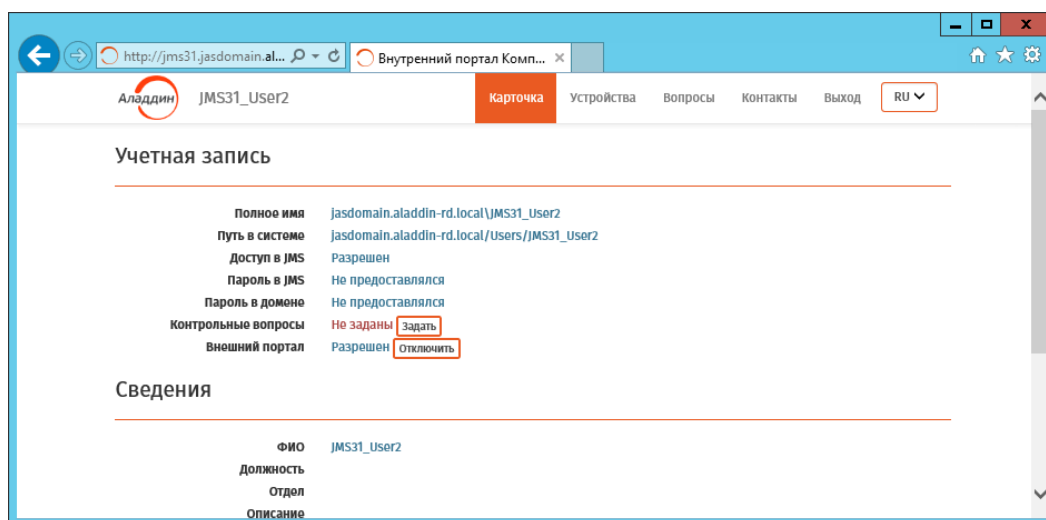 http://jms31.jasdomain.al... Внутренний портал Комп...
Аладдин JMS31_User2 Карточка Устройства Вопросы Контакты Выход RU
Учетная запись
Полное имя jasdomain.aladdin-rd.local\JMS31_User2
Путь в системе jasdomain.aladdin-rd.local/Users/JMS31_User2
Доступ в JMS Разрешен
Пароль в JMS Не предоставлялся
Пароль в домене Не предоставлялся
Контрольные вопросы Не заданы Задать
Внешний портал Разрешен Отключить
Сведения
ФИО JMS31_User2
Должность
Отдел
Описание